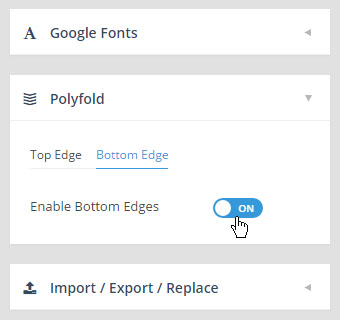 Google Fonts
Polyfold
Top Edge Bottom Edge
Enable Bottom Edges ON
Import / Export / Replace